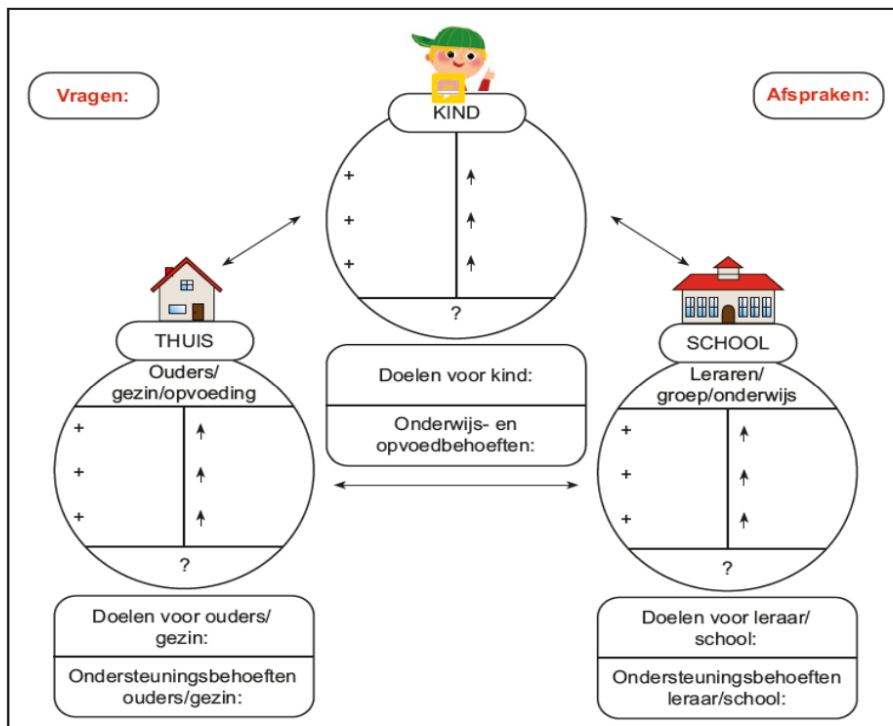 Vragen:
Afspraken:
KIND
+
+
+
?
THUIS
Ouders/
gezin/opvoeding
+
+
+
?
Doelen voor kind:
Onderwijs- en
opvoedbehoeften:
SCHOOL
Leraren/
groep/onderwijs
+
+
+
?
Doelen voor ouders/
gezin:
Ondersteuningsbehoeften
ouders/gezin:
Doelen voor leraar/
school:
Ondersteuningsbehoeften
leraar/school: